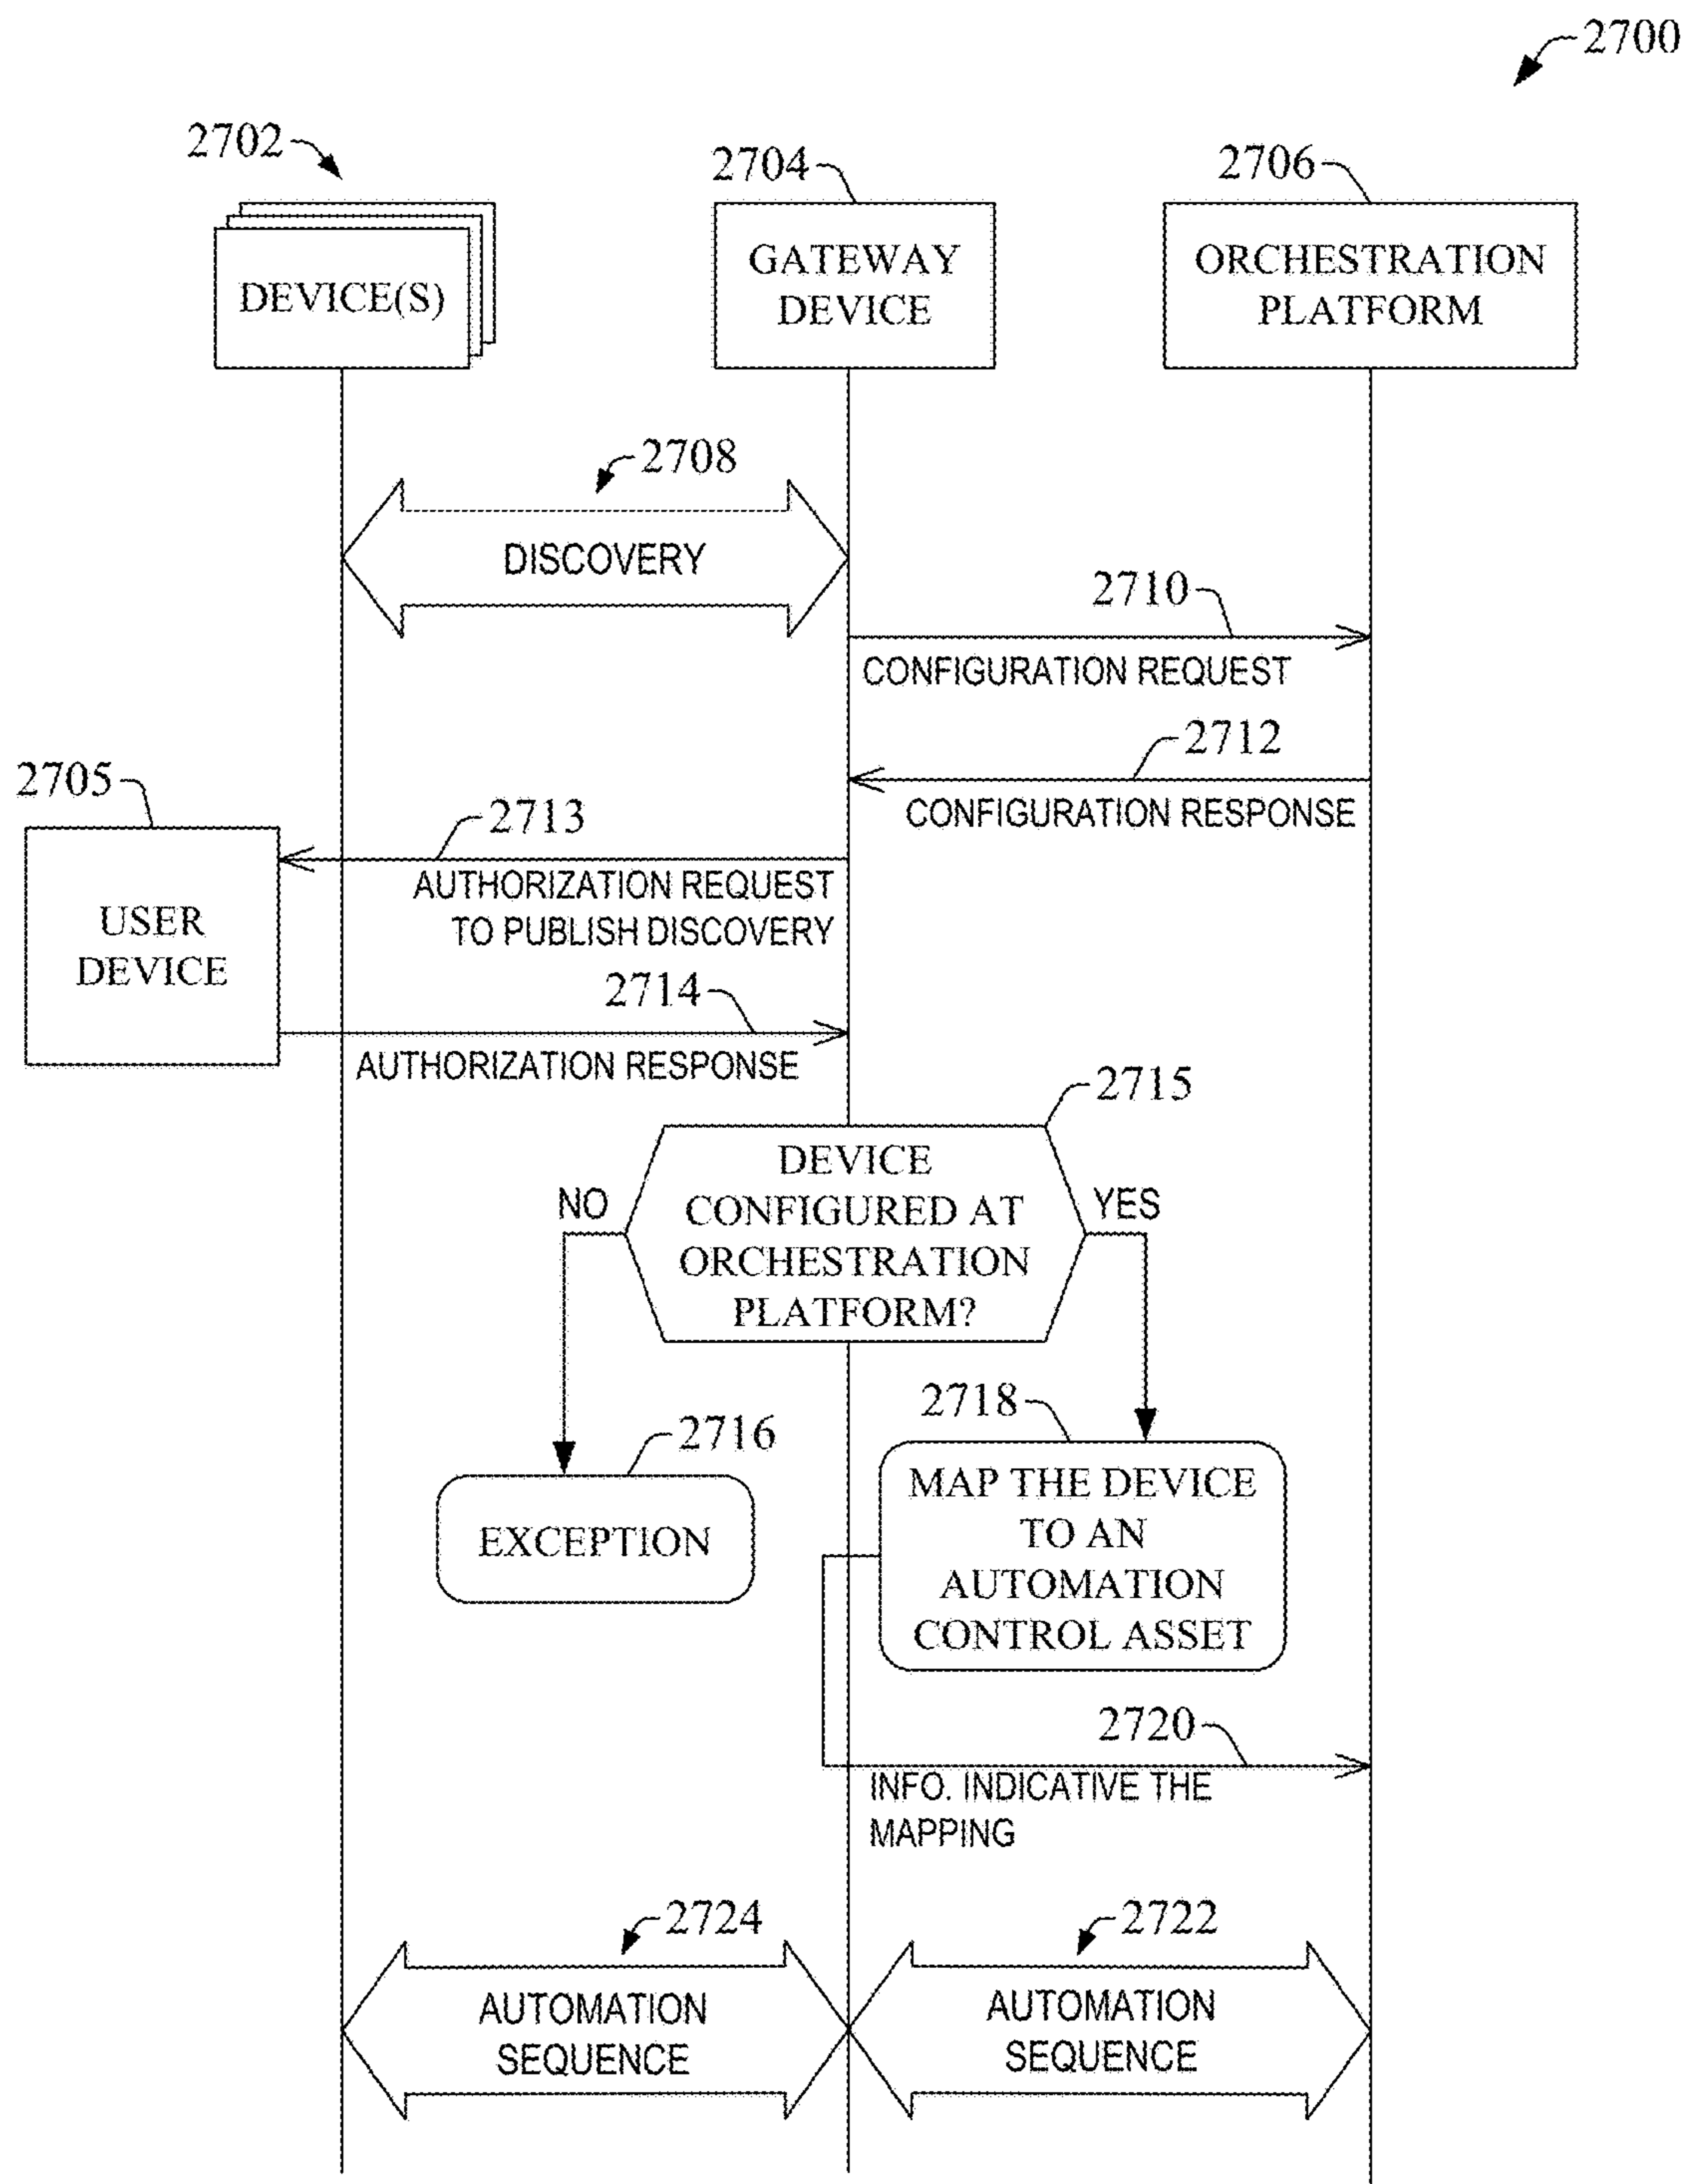 2700
2702
2704
2706
DEVICE(S)
GATEWAY
DEVICE
ORCHESTRATION
PLATFORM
2708
DISCOVERY
2710
CONFIGURATION REQUEST
2712
CONFIGURATION RESPONSE
2705
USER
DEVICE
2713
AUTHORIZATION REQUEST
TO PUBLISH DISCOVERY
2714
AUTHORIZATION RESPONSE
2715
DEVICE
CONFIGURED AT
ORCHESTRATION
PLATFORM?
NO
YES
2716
EXCEPTION
2718
MAP THE DEVICE
TO AN
AUTOMATION
CONTROL ASSET
2720
INFO. INDICATIVE THE
MAPPING
2724
AUTOMATION
SEQUENCE
2722
AUTOMATION
SEQUENCE